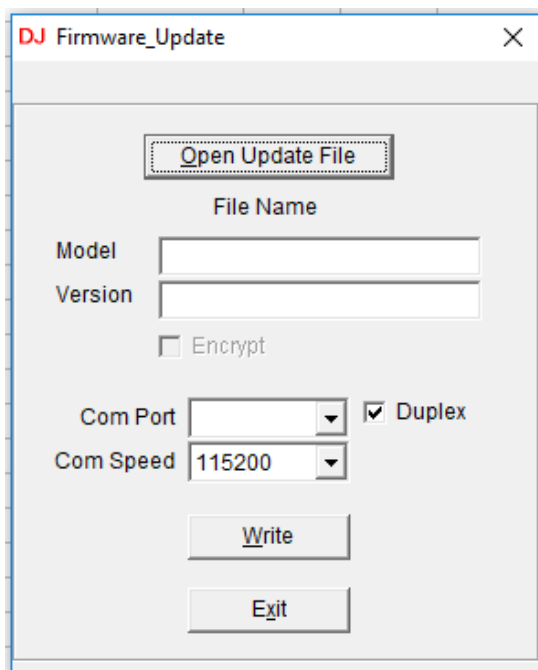 DJ Firmware_Update
Open Update File
File Name
Model
Version
Encrypt
Com Port Duplex
Com Speed 115200
Write
Exit